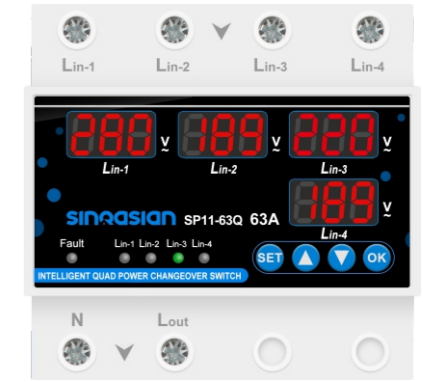 Lin-1 Lin-2 Lin-3 Lin-4
280 V~ 189 V~ 220 V~
Lin-1 Lin-2 Lin-3
189 V~
Lin-4
SINQASIAN SP11-63Q 63A
Fault Lin-1 Lin-2 Lin-3 Lin-4
SET OK
INTELLIGENT QUAD POWER CHANGEOVER SWITCH
N Lout